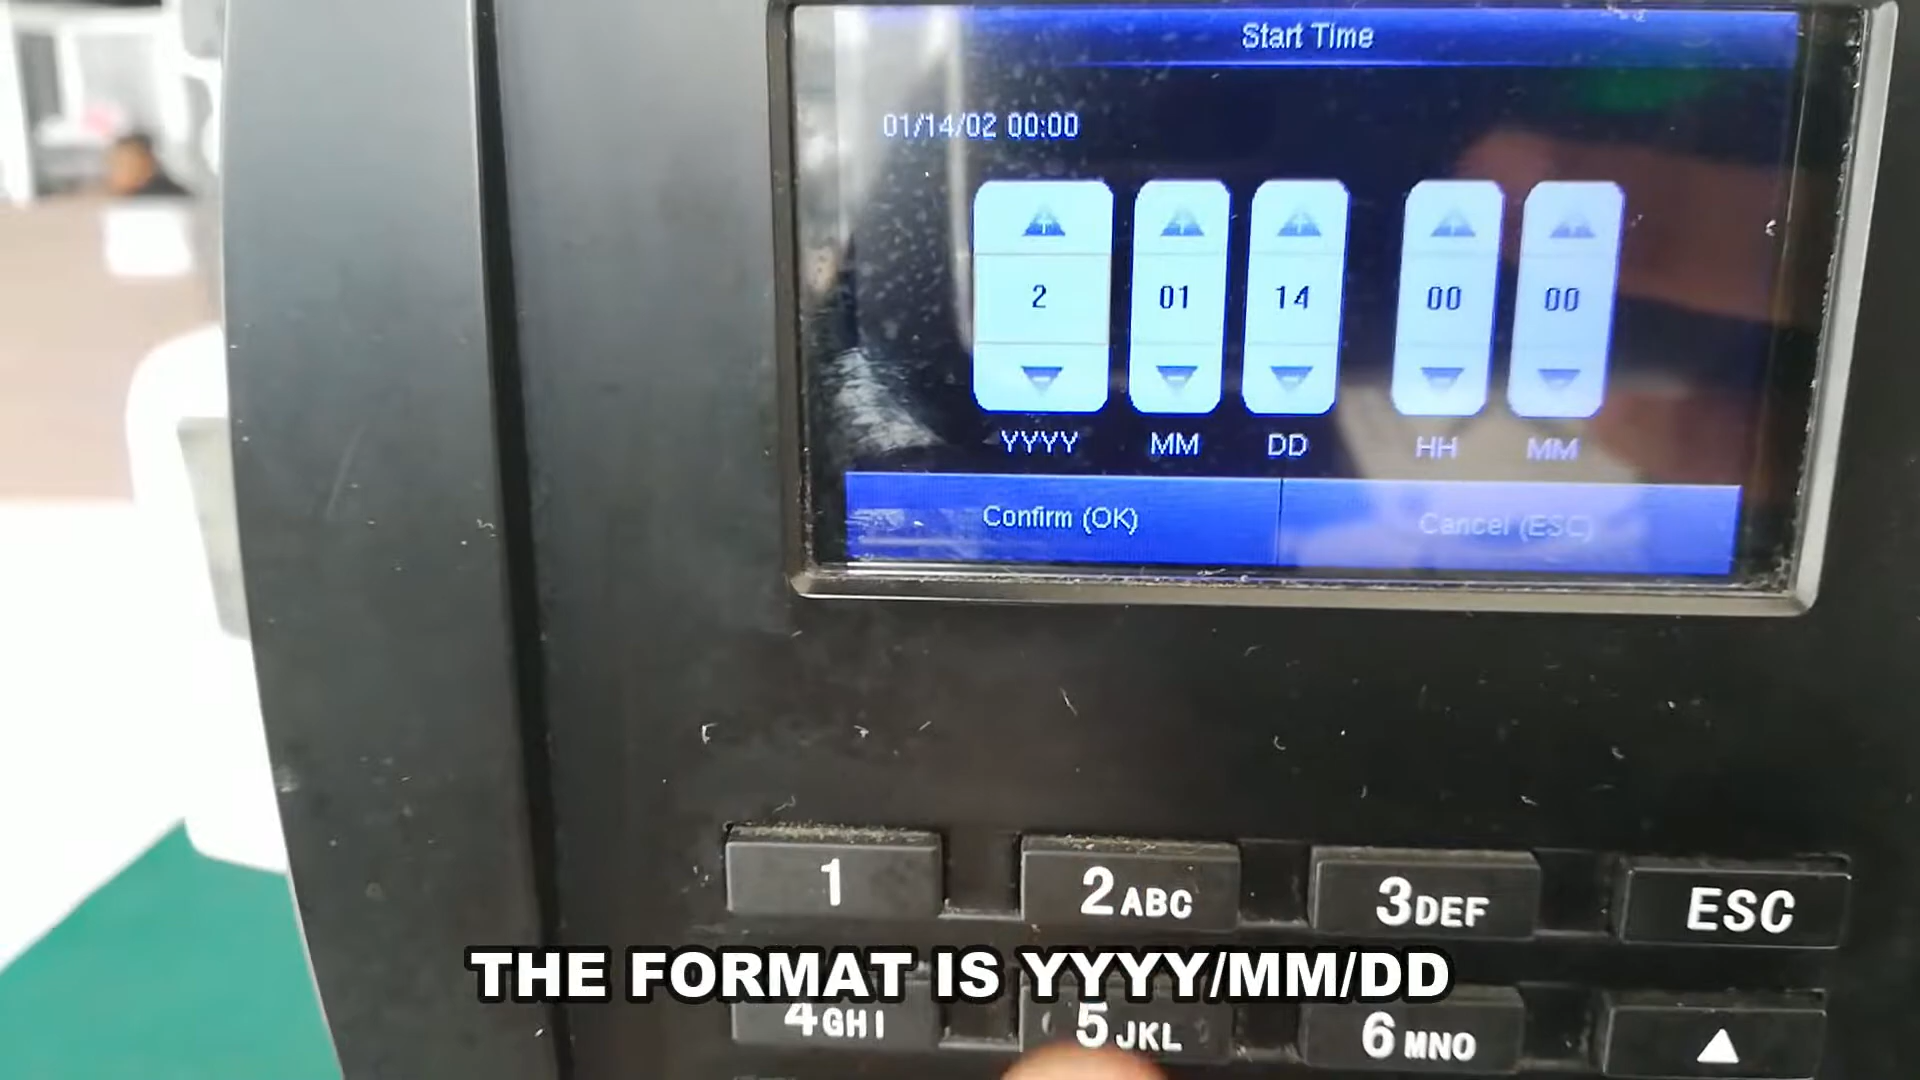 Start Time
01/14/02 00:00
2 01 14 00 00
YYYY MM DD HH MM
Confirm (OK) Cancel (ESC)
1 2ABC 3DEF ESC
THE FORMAT IS YYYY/MM/DD
4GHI 5JKL 6MNO